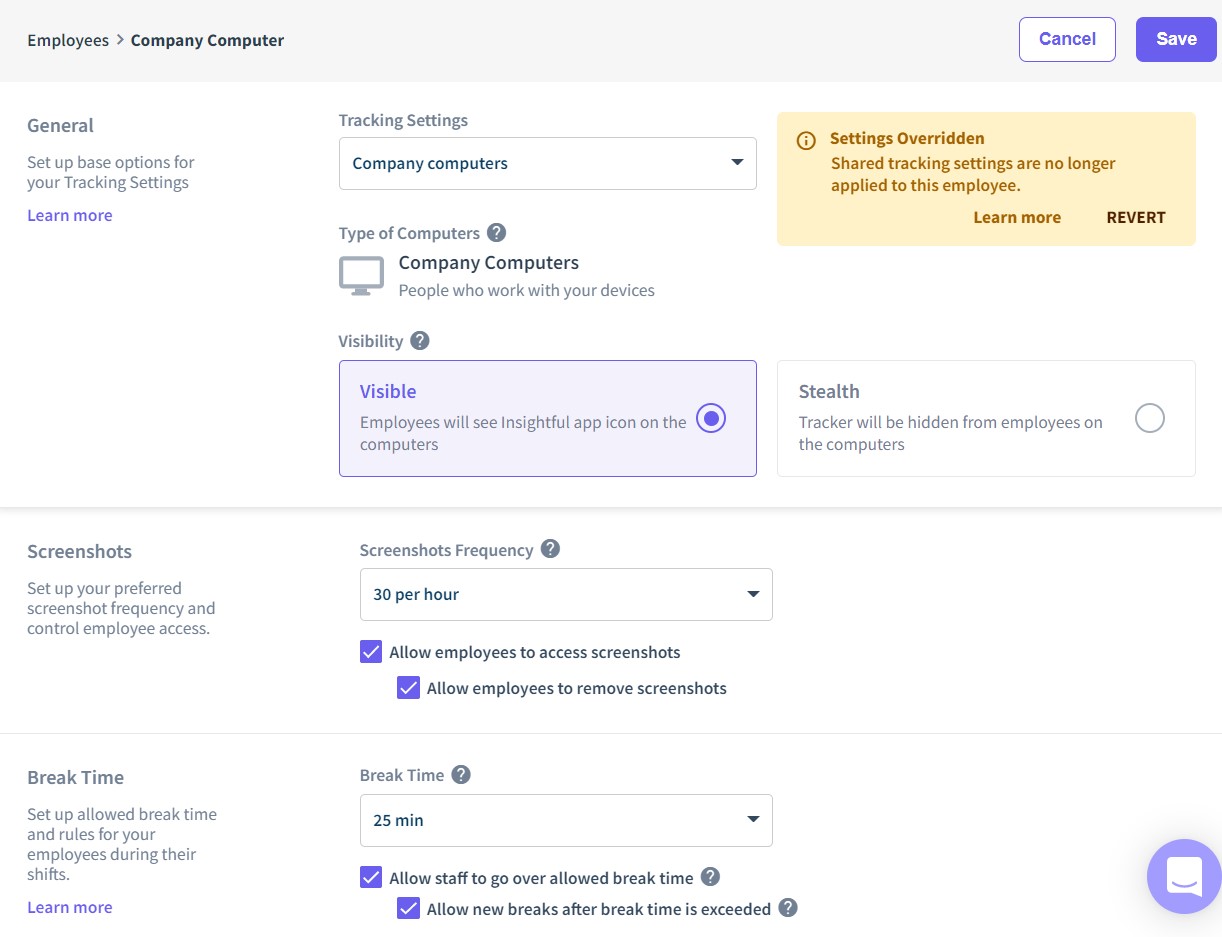 Employees > Company Computer
Cancel
Save
General
Set up base options for
your Tracking Settings
Learn more
Tracking Settings
Company computers
Settings Overridden
Shared tracking settings are no longer
applied to this employee.
Learn more
REVERT
Type of Computers ?
Company Computers
People who work with your devices
Visibility ?
Visible
Employees will see Insightful app icon on the
computers
Stealth
Tracker will be hidden from employees on
the computers
Screenshots
Set up your preferred
screenshot frequency and
control employee access.
Screenshots Frequency ?
30 per hour
Allow employees to access screenshots
Allow employees to remove screenshots
Break Time
Set up allowed break time
and rules for your
employees during their
shifts.
Learn more
Break Time ?
25 min
Allow staff to go over allowed break time ?
Allow new breaks after break time is exceeded ?